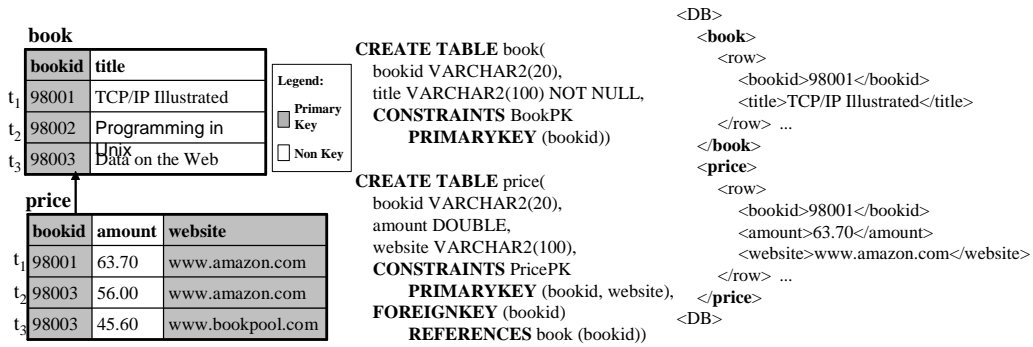 book
bookid title
t1 98001 TCP/IP Illustrated
t2 98002 Programming in
Unix
t3 98003 Data on the Web
Legend:
Primary
Key
Non Key
price
bookid amount website
t1 98001 63.70 www.amazon.com
t2 98003 56.00 www.amazon.com
t3 98003 45.60 www.bookpool.com
CREATE TABLE book(
bookid VARCHAR2(20),
title VARCHAR2(100) NOT NULL,
CONSTRAINTS BookPK
PRIMARYKEY (bookid))
CREATE TABLE price(
bookid VARCHAR2(20),
amount DOUBLE,
website VARCHAR2(100),
CONSTRAINTS PricePK
PRIMARYKEY (bookid, website),
FOREIGNKEY (bookid)
REFERENCES book (bookid))
<DB>
<book>
<row>
<bookid>98001</bookid>
<title>TCP/IP Illustrated</title>
</row> ...
</book>
<price>
<row>
<bookid>98001</bookid>
<amount>63.70</amount>
<website>www.amazon.com</website>
</row> ...
</price>
<DB>